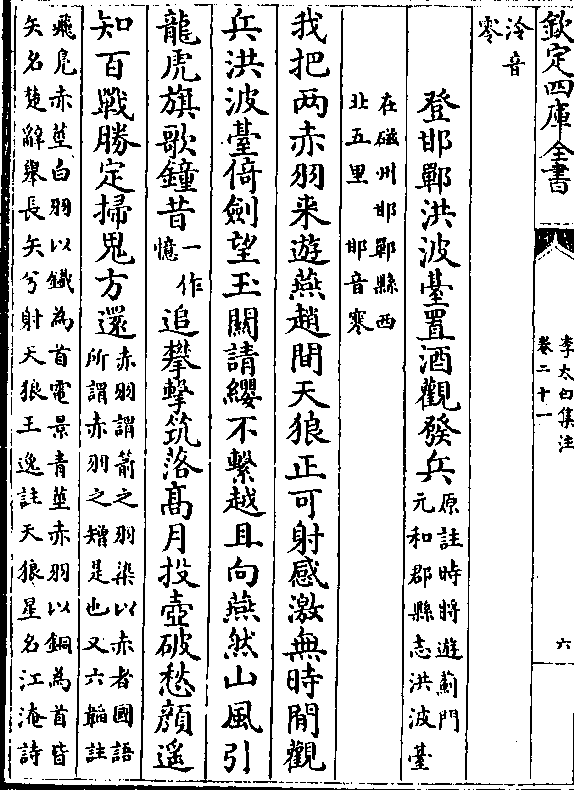 欽定四庫全書
李太白集注
卷二十一
六
泠音
零
登邯鄲洪波臺置酒觀發兵原註時將遊薊門
元和郡縣志洪波臺
在磁州邯鄲縣西
北五里 邯音寒
我把两赤羽来遊燕趙間天狼正可射感激無時閒觀
兵洪波臺倚劍望玉關請纓不繫越且向燕然山風引
龍虎旗歌鐘昔一作
憶追攀擊筑落髙月投壺破愁顔遥
知百戰勝定掃鬼方還赤羽謂箭之羽染以赤者國語
所謂赤羽之矰是也又六韜註
飛鳬赤莖白羽以鐵為首電景青莖赤羽以銅為首皆
矢名楚辭舉長矢兮射天狼王逸註天狼星名江淹詩